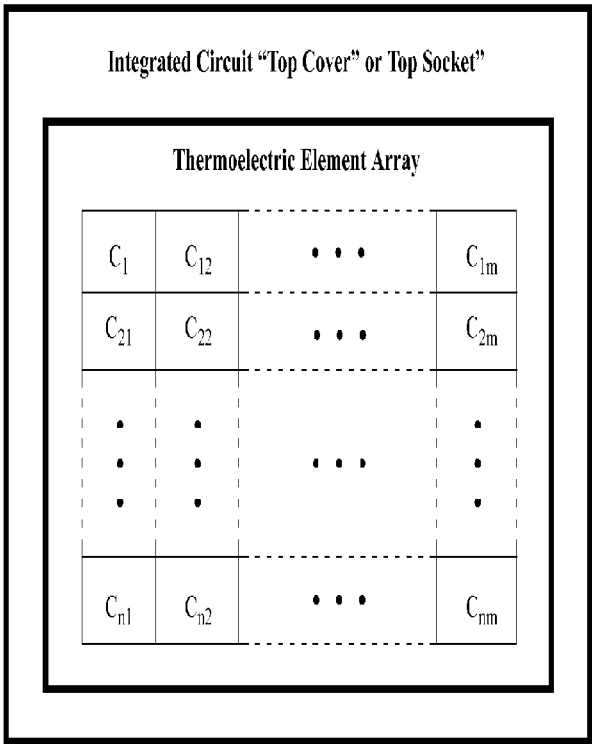 Integrated Circuit “Top Cover” or Top Socket”
Thermoelectric Element Array
C₁ C₁₂ • • • C₁ₘ
C₂₁ C₂₂ • • • C₂ₘ
Cₙ₁ Cₙ₂ • • • Cₙₘ